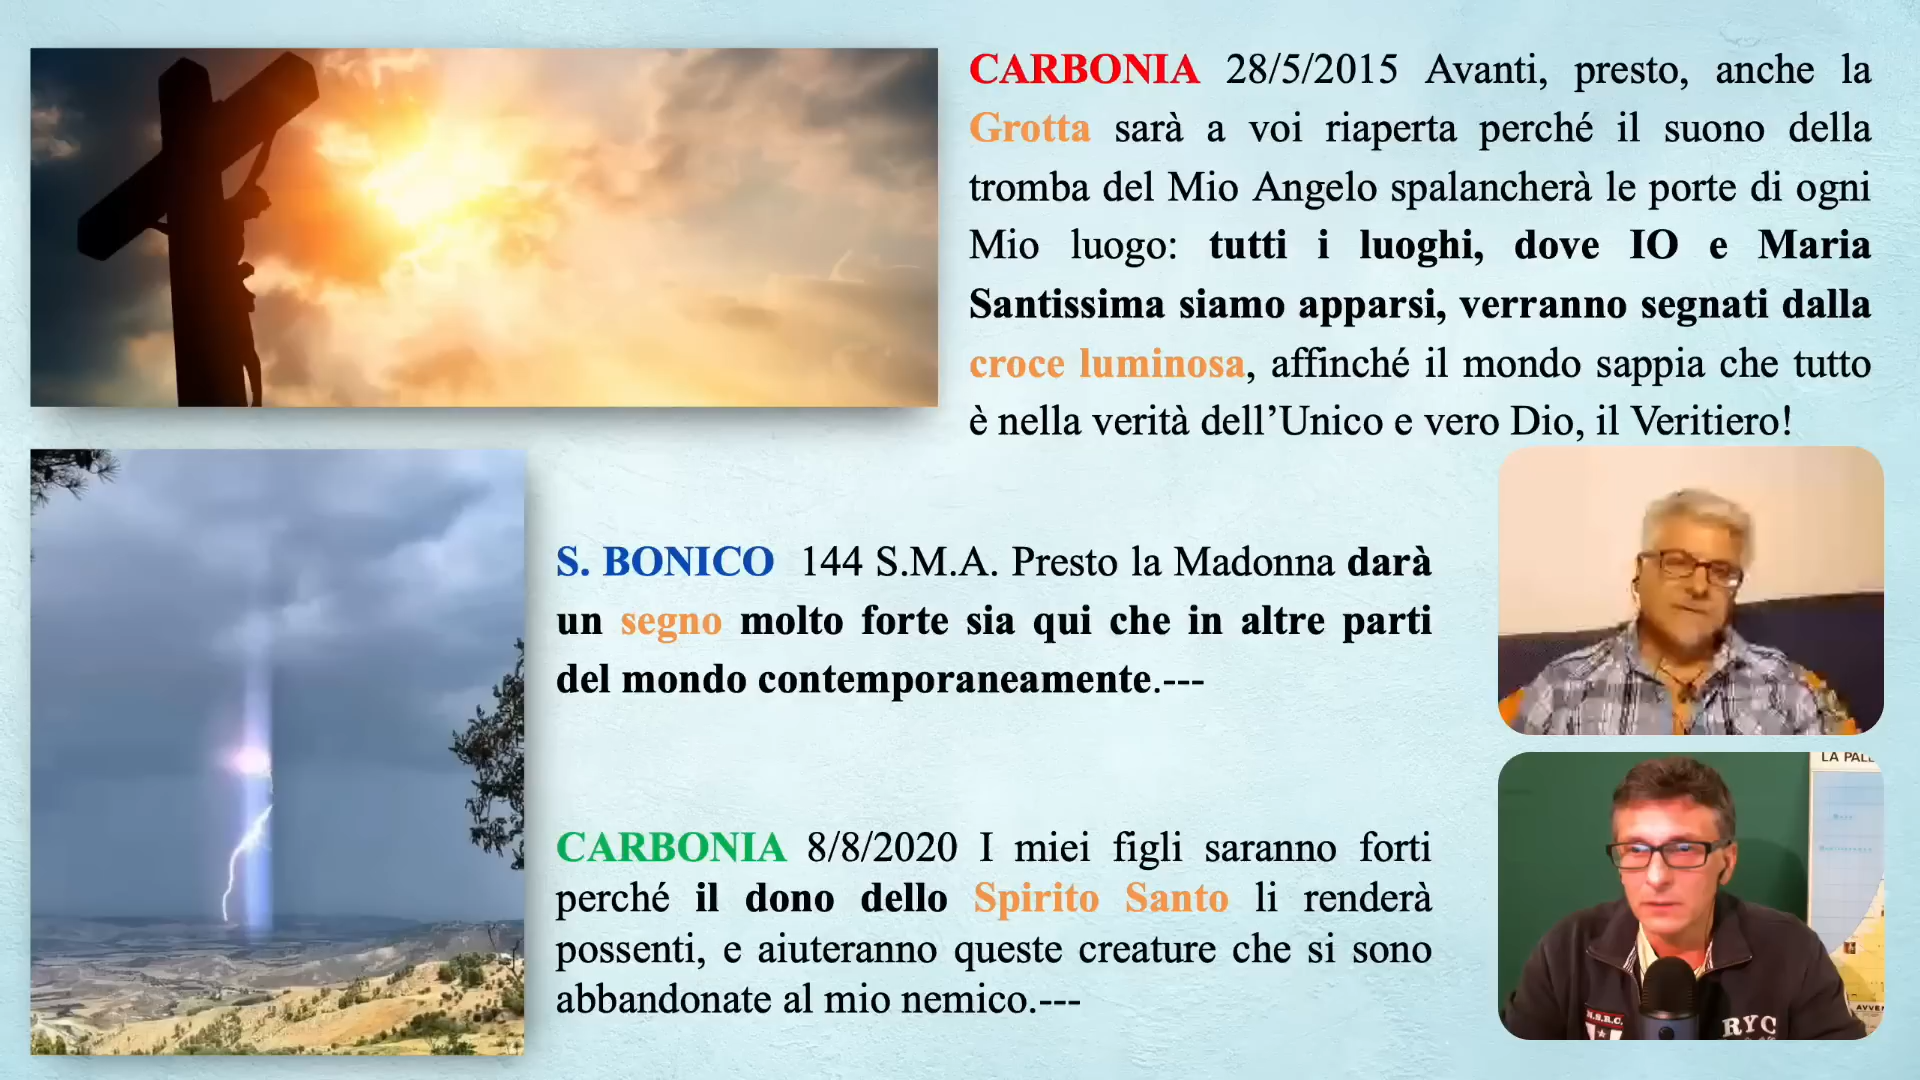 CARBONIA 28/5/2015 Avanti, presto, anche la
Grotta sarà a voi riaperta perché il suono della
tromba del Mio Angelo spalancherà le porte di ogni
Mio luogo: tutti i luoghi, dove IO e Maria
Santissima siamo apparsi, verranno segnati dalla
croce luminosa, affinché il mondo sappia che tutto
è nella verità dell’Unico e vero Dio, il Veritiero!
S. BONICO 144 S.M.A. Presto la Madonna darà
un segno molto forte sia qui che in altre parti
del mondo contemporaneamente.---
CARBONIA 8/8/2020 I miei figli saranno forti
perché il dono dello Spirito Santo li renderà
possenti, e aiuteranno queste creature che si sono
abbandonate al mio nemico.---
LA PALE
RYC